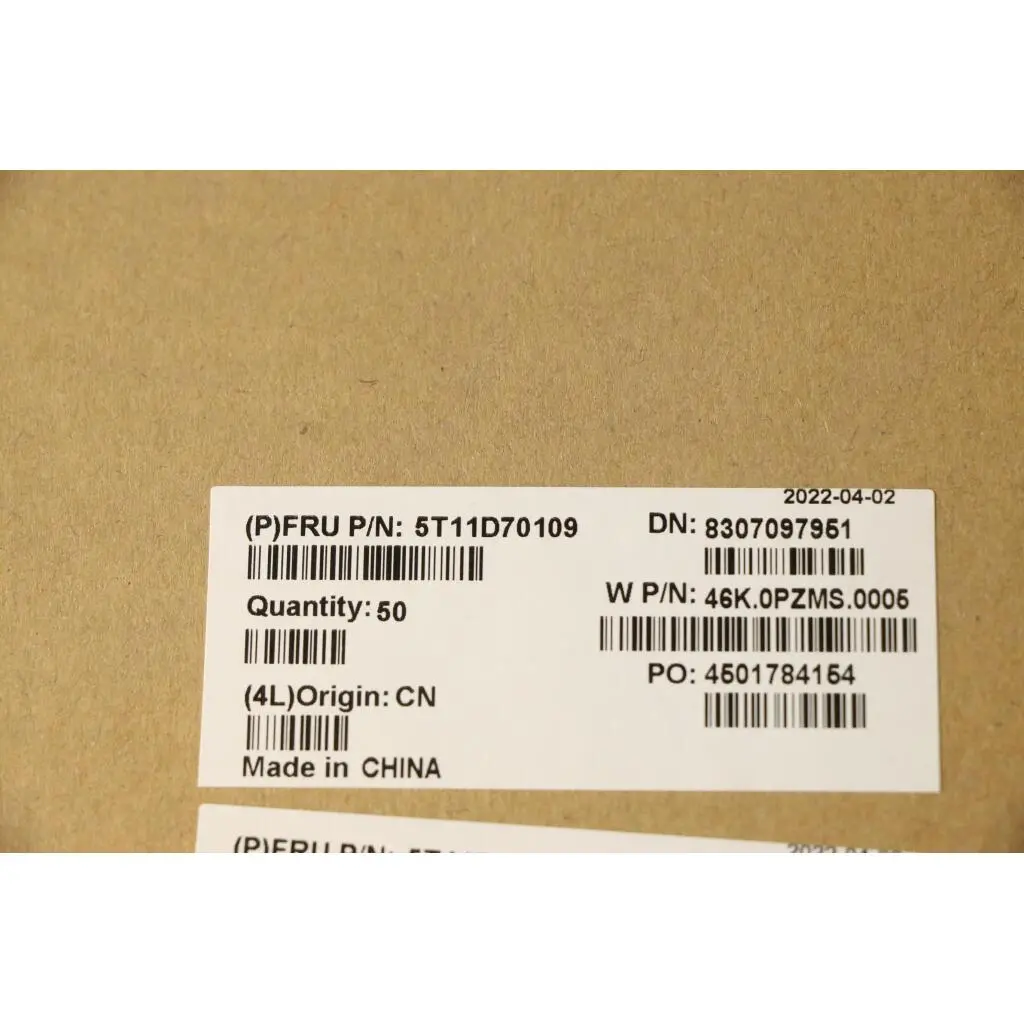 2022-04-02
(P)FRU P/N: 5T11D70109
DN: 8307097951
Quantity: 50
W P/N: 46K.0PZMS.0005
(4L)Origin: CN
PO: 4501784154
Made in CHINA
(P)FRU P/N: